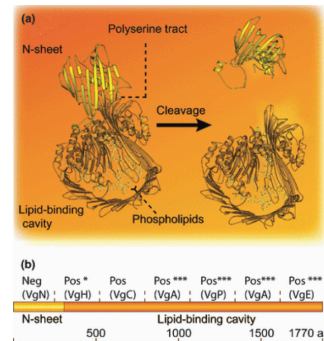 (a)
Polyserine tract
N-sheet
Cleavage
Lipid-binding
cavity
Phospholipids
(b)
Neg Pos * Pos Pos *** Pos*** Pos*** Pos ***
(VgN) (VgH) (VgC) (VgA) (VgP) (VgA) (VgE)
N-sheet Lipid-binding cavity
500 1000 1500 1770 a